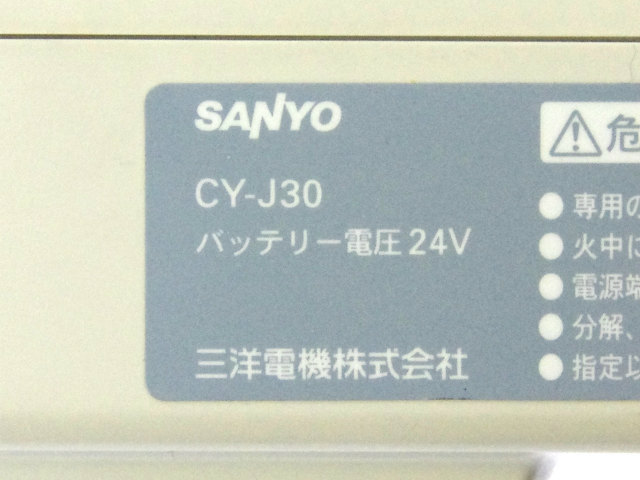 SANYO
CY-J30
バッテリー電圧 24V
三洋電機株式会社
⚠危
● 専用の
● 火中に
● 電源端
● 分解、
● 指定以